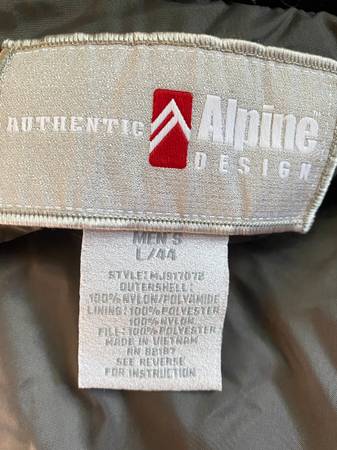 AUTHENTIC Alpine™
DESIGN
MEN'S
L/44
STYLE: MJ917072
OUTERSHELL:
100% NYLON/POLYAMIDE
LINING: 100% POLYESTER
100% NYLON.
FILL: 100% POLYESTER
MADE IN VIETNAM
RN 88187
SEE REVERSE
FOR INSTRUCTION